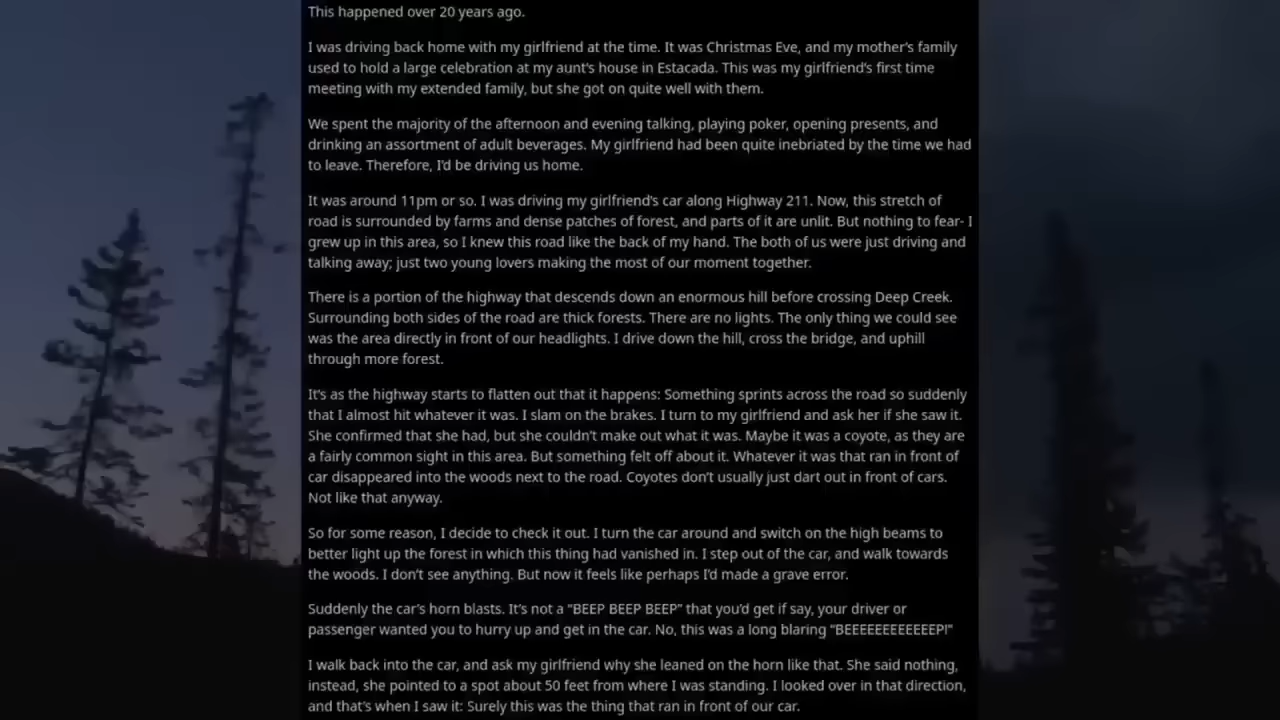 This happened over 20 years ago.
I was driving back home with my girlfriend at the time. It was Christmas Eve, and my mother's family
used to hold a large celebration at my aunt's house in Estacada. This was my girlfriend's first time
meeting with my extended family, but she got on quite well with them.
We spent the majority of the afternoon and evening talking, playing poker, opening presents, and
drinking an assortment of adult beverages. My girlfriend had been quite inebriated by the time we had
to leave. Therefore, I'd be driving us home.
It was around 11pm or so. I was driving my girlfriend's car along Highway 211. Now, this stretch of
road is surrounded by farms and dense patches of forest, and parts of it are unlit. But nothing to fear- I
grew up in this area, so I knew this road like the back of my hand. The both of us were just driving and
talking away; just two young lovers making the most of our moment together.
There is a portion of the highway that descends down an enormous hill before crossing Deep Creek.
Surrounding both sides of the road are thick forests. There are no lights. The only thing we could see
was the area directly in front of our headlights. I drive down the hill, cross the bridge, and uphill
through more forest.
It's as the highway starts to flatten out that it happens: Something sprints across the road so suddenly
that I almost hit whatever it was. I slam on the brakes. I turn to my girlfriend and ask her if she saw it.
She confirmed that she had, but she couldn't make out what it was. Maybe it was a coyote, as they are
a fairly common sight in this area. But something felt off about it. Whatever it was that ran in front of
car disappeared into the woods next to the road. Coyotes don't usually just dart out in front of cars.
Not like that anyway.
So for some reason, I decide to check it out. I turn the car around and switch on the high beams to
better light up the forest in which this thing had vanished in. I step out of the car, and walk towards
the woods. I don't see anything. But now it feels like perhaps I'd made a grave error.
Suddenly the car's horn blasts. It's not a “BEEP BEEP BEEP” that you'd get if say, your driver or
passenger wanted you to hurry up and get in the car. No, this was a long blaring “BEEEEEEEEEEEEP!”
I walk back into the car, and ask my girlfriend why she leaned on the horn like that. She said nothing,
instead, she pointed to a spot about 50 feet from where I was standing. I looked over in that direction,
and that's when I saw it: Surely this was the thing that ran in front of our car.